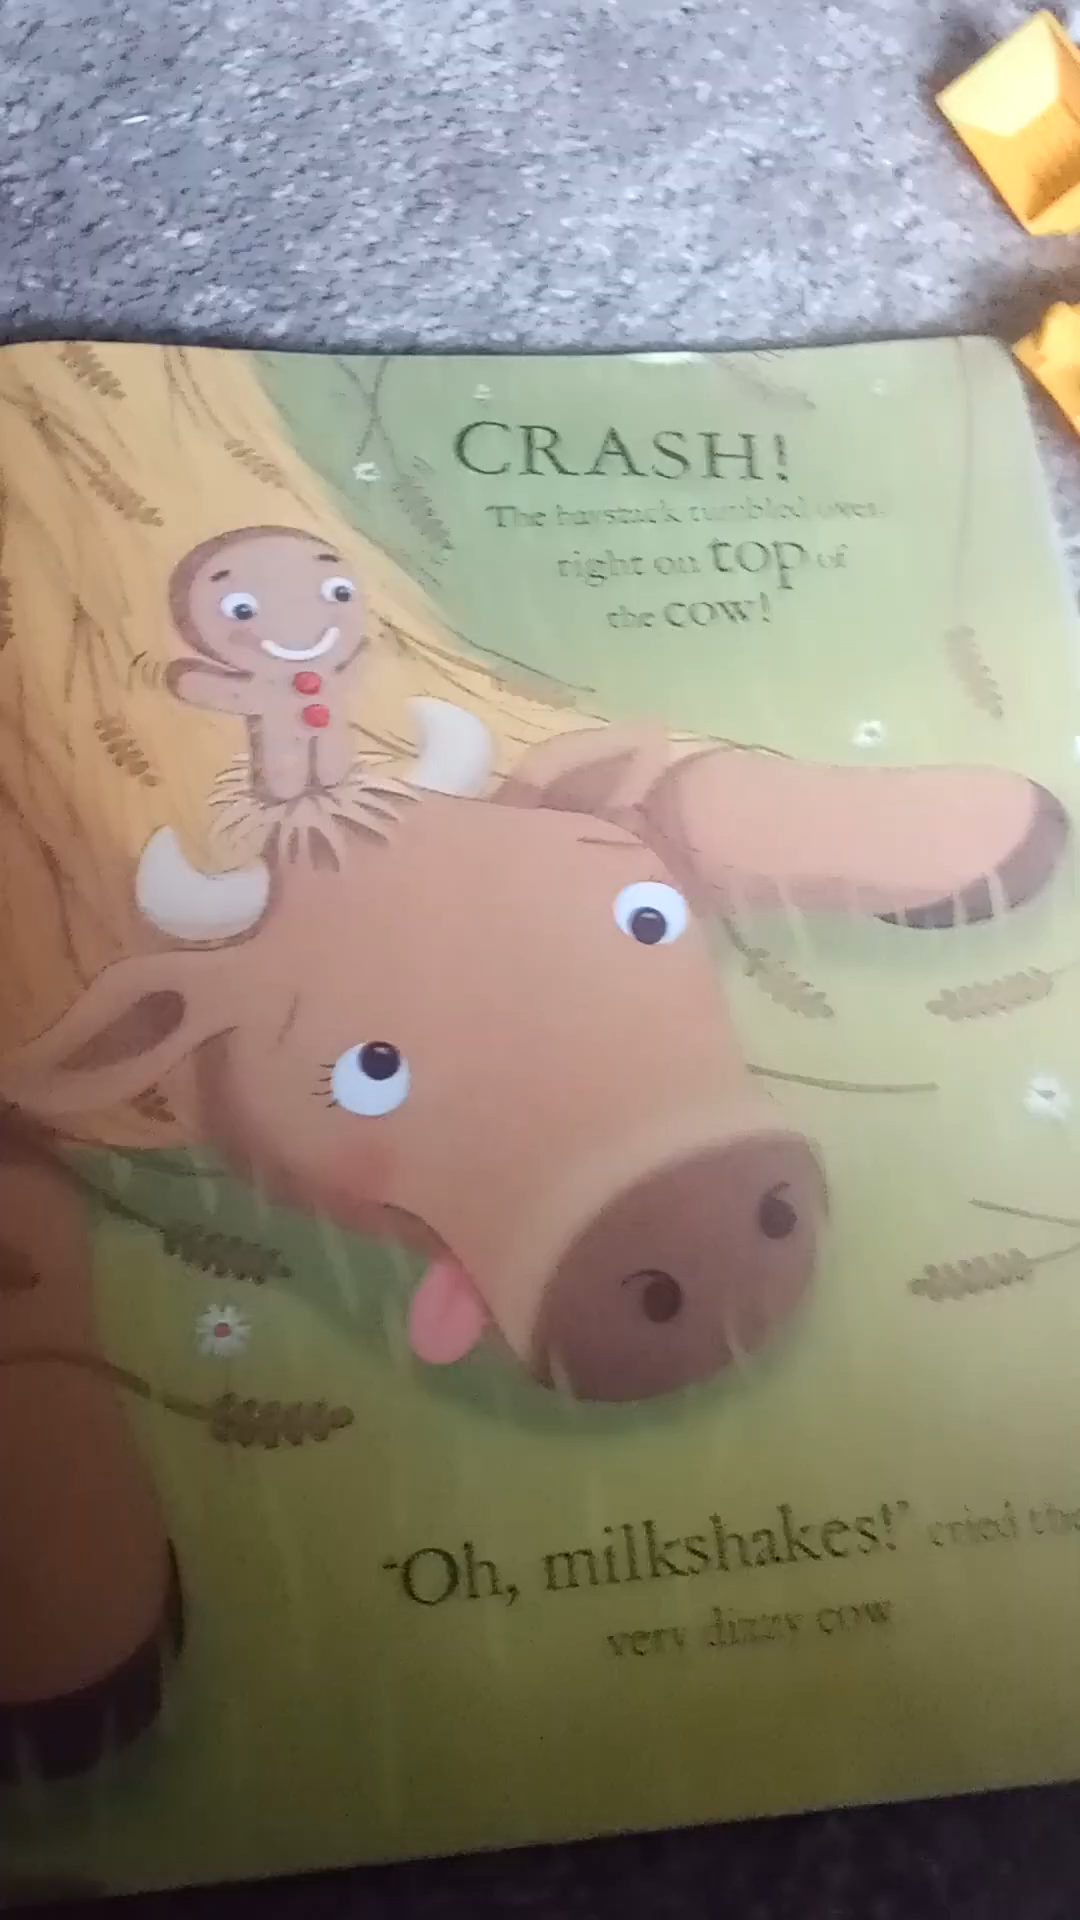 CRASH!
The haystack tumbled over,
right on top of
the cow!
"Oh, milkshakes!" cried the
very dizzy cow